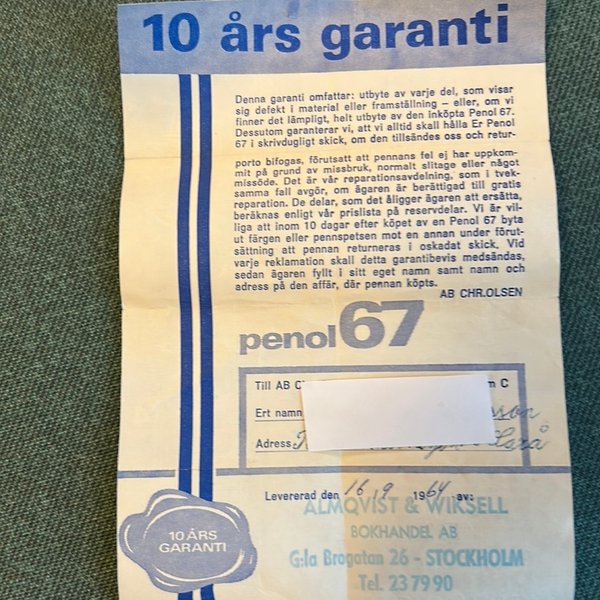 10 års garanti
Denna garanti omfattar: utbyte av varje del, som visar
sig defekt i material eller framställning – eller, om vi
finner det lämpligt, helt utbyte av den inköpta Penol 67.
Dessutom garanterar vi, att vi alltid skall hålla Er Penol
67 i skrivdugligt skick, om den tillsändes oss och retur-
porto bifogas, förutsatt att pennans fel ej har uppkom-
mit på grund av missbruk, normalt slitage eller något
missöde. Det är vår reparationsavdelning, som i tvek-
samma fall avgör, om ägaren är berättigad till gratis
reparation. De delar, som det åligger ägaren att ersätta,
beräknas enligt vår prislista på reservdelar. Vi är vil-
liga att inom 10 dagar efter köpet av en Penol 67 byta
ut färgen eller pennspetsen mot en annan under förut-
sättning att pennan returneras i oskadat skick. Vid
varje reklamation skall detta garantibevis medsändas,
sedan ägaren fyllt i sitt eget namn samt namn och
adress på den affär, där pennan köpts.
AB CHR.OLSEN
penol 67
Till AB C
Ert namn
Adress
Levererad den 16/9 1964 av:
ALMQVIST & WIKSELL
BOKHANDEL AB
G:la Brogatan 26 - STOCKHOLM
Tel. 23 79 90
10 ÅRS
GARANTI